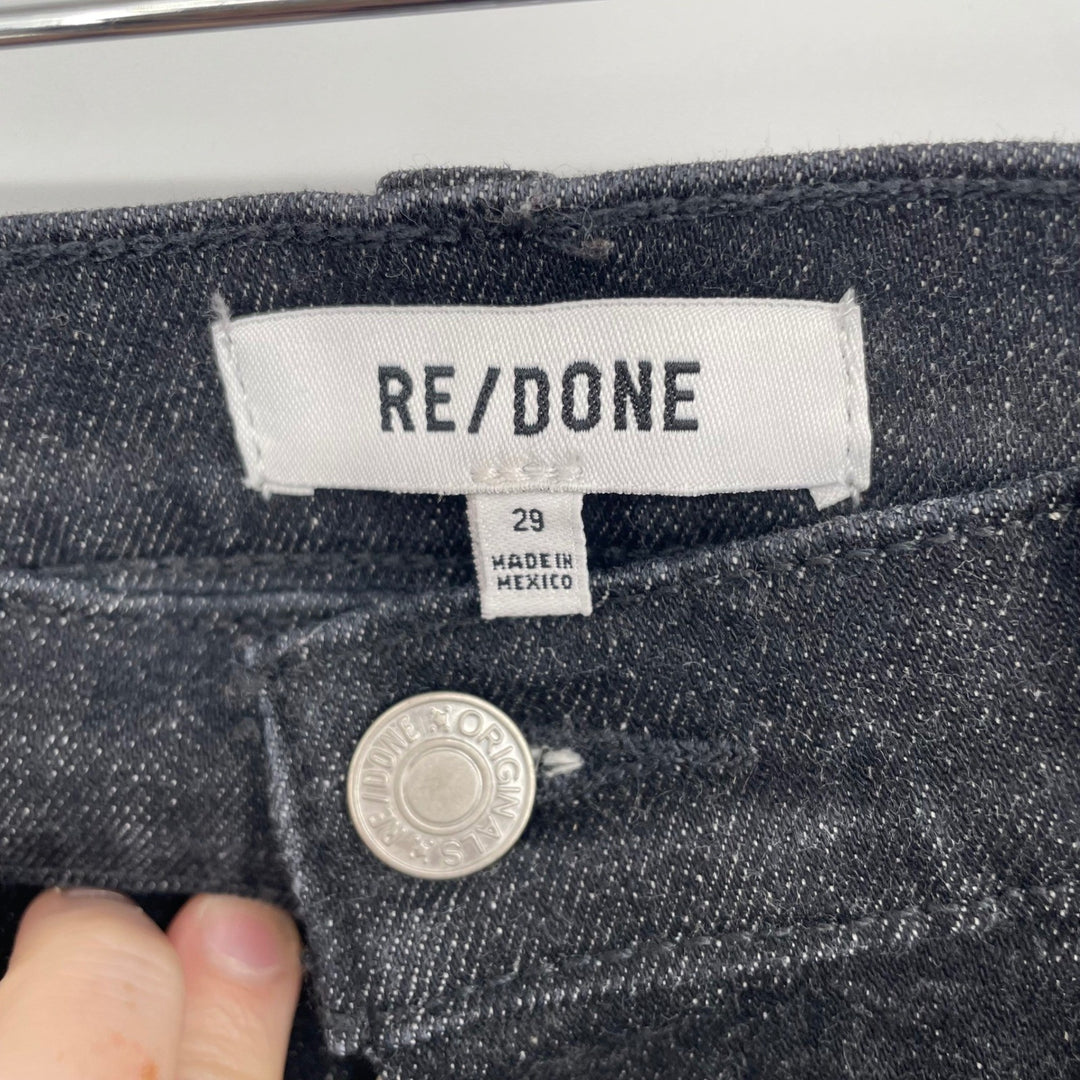 RE/DONE
29
MADE IN
MEXICO
RE/DONE ORIGINALS